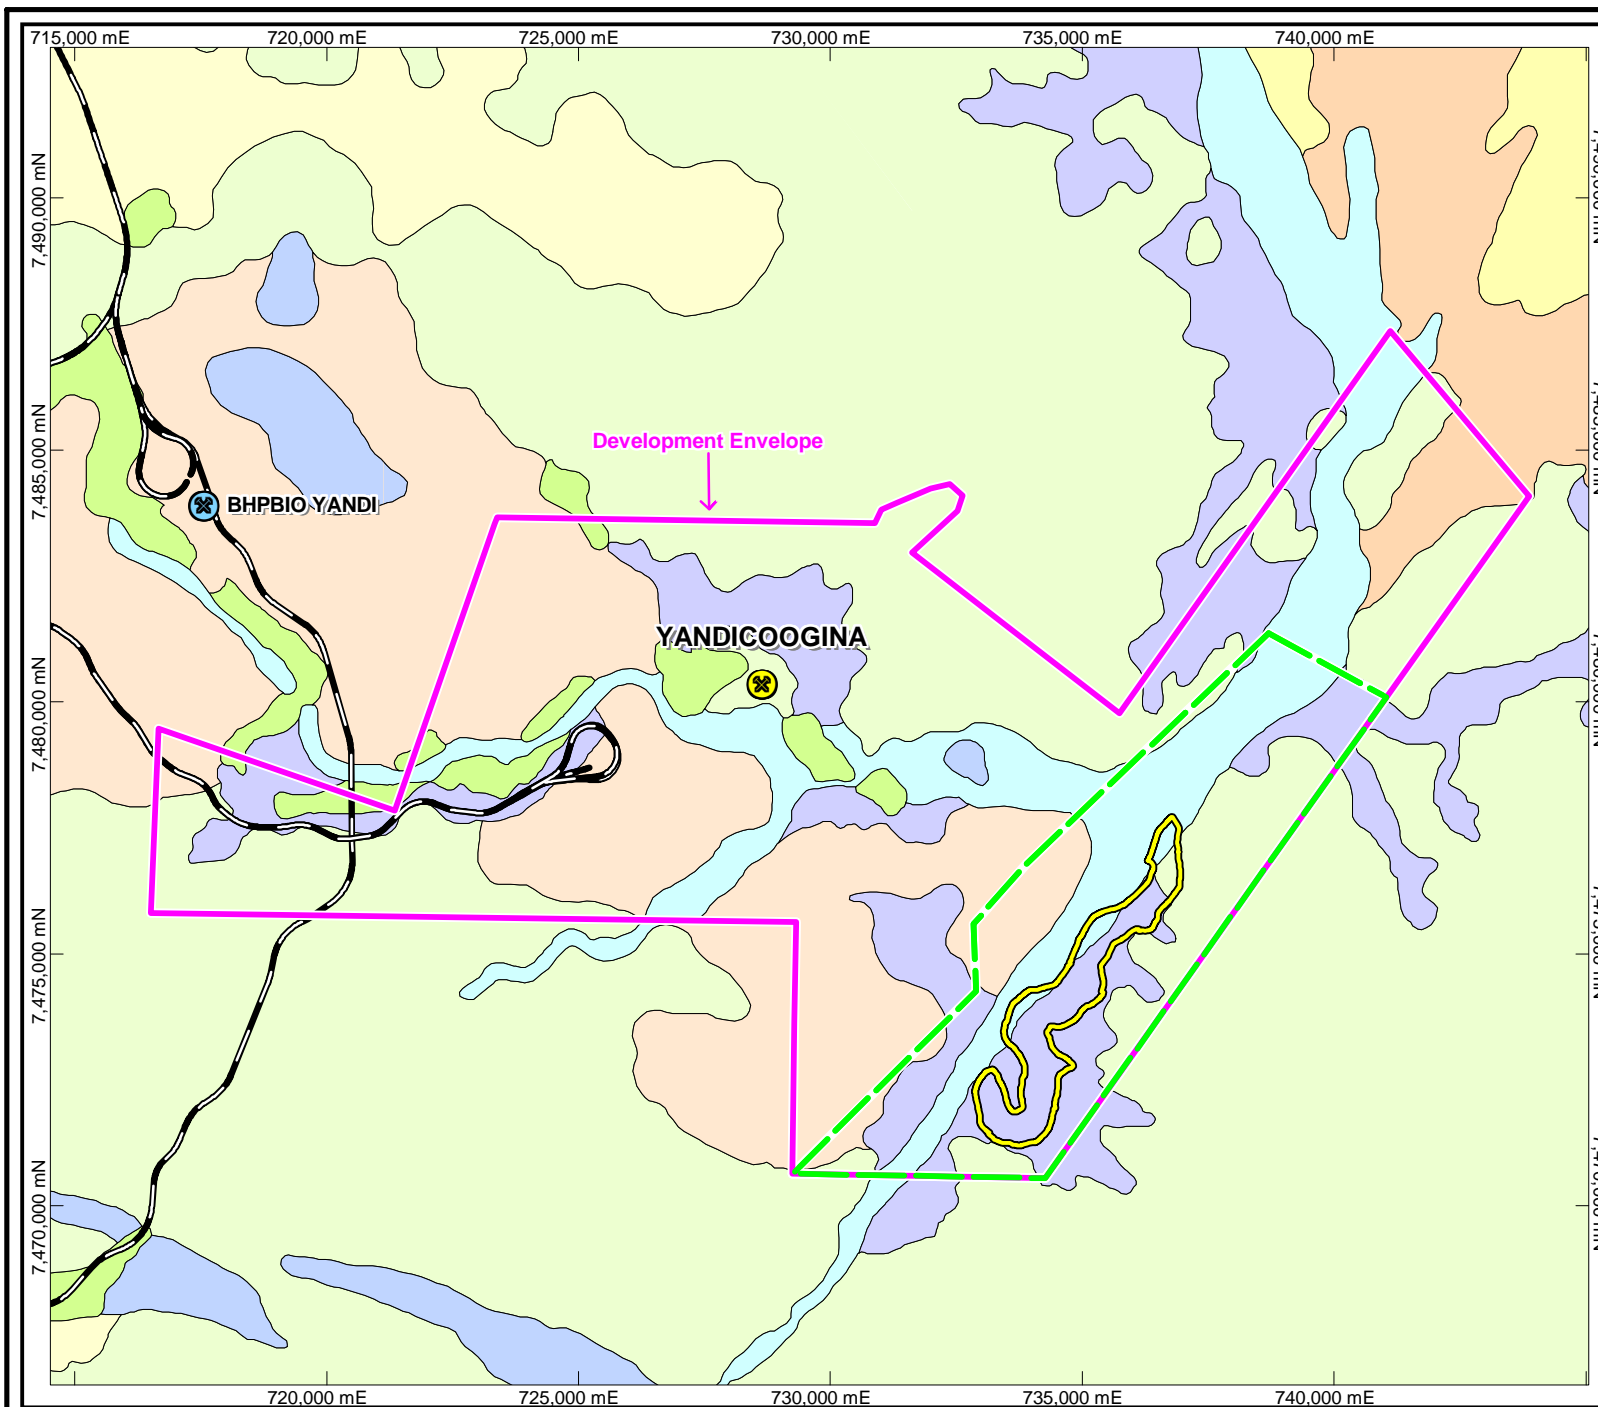 715,000 mE
720,000 mE
725,000 mE
730,000 mE
735,000 mE
740,000 mE
7,490,000 mN
7,485,000 mN
Development Envelope
BHPBIO YANDI
YANDICOOGINA
7,480,000 mN
7,475,000 mN
7,470,000 mN
720,000 mE
725,000 mE
730,000 mE
735,000 mE
740,000 mE